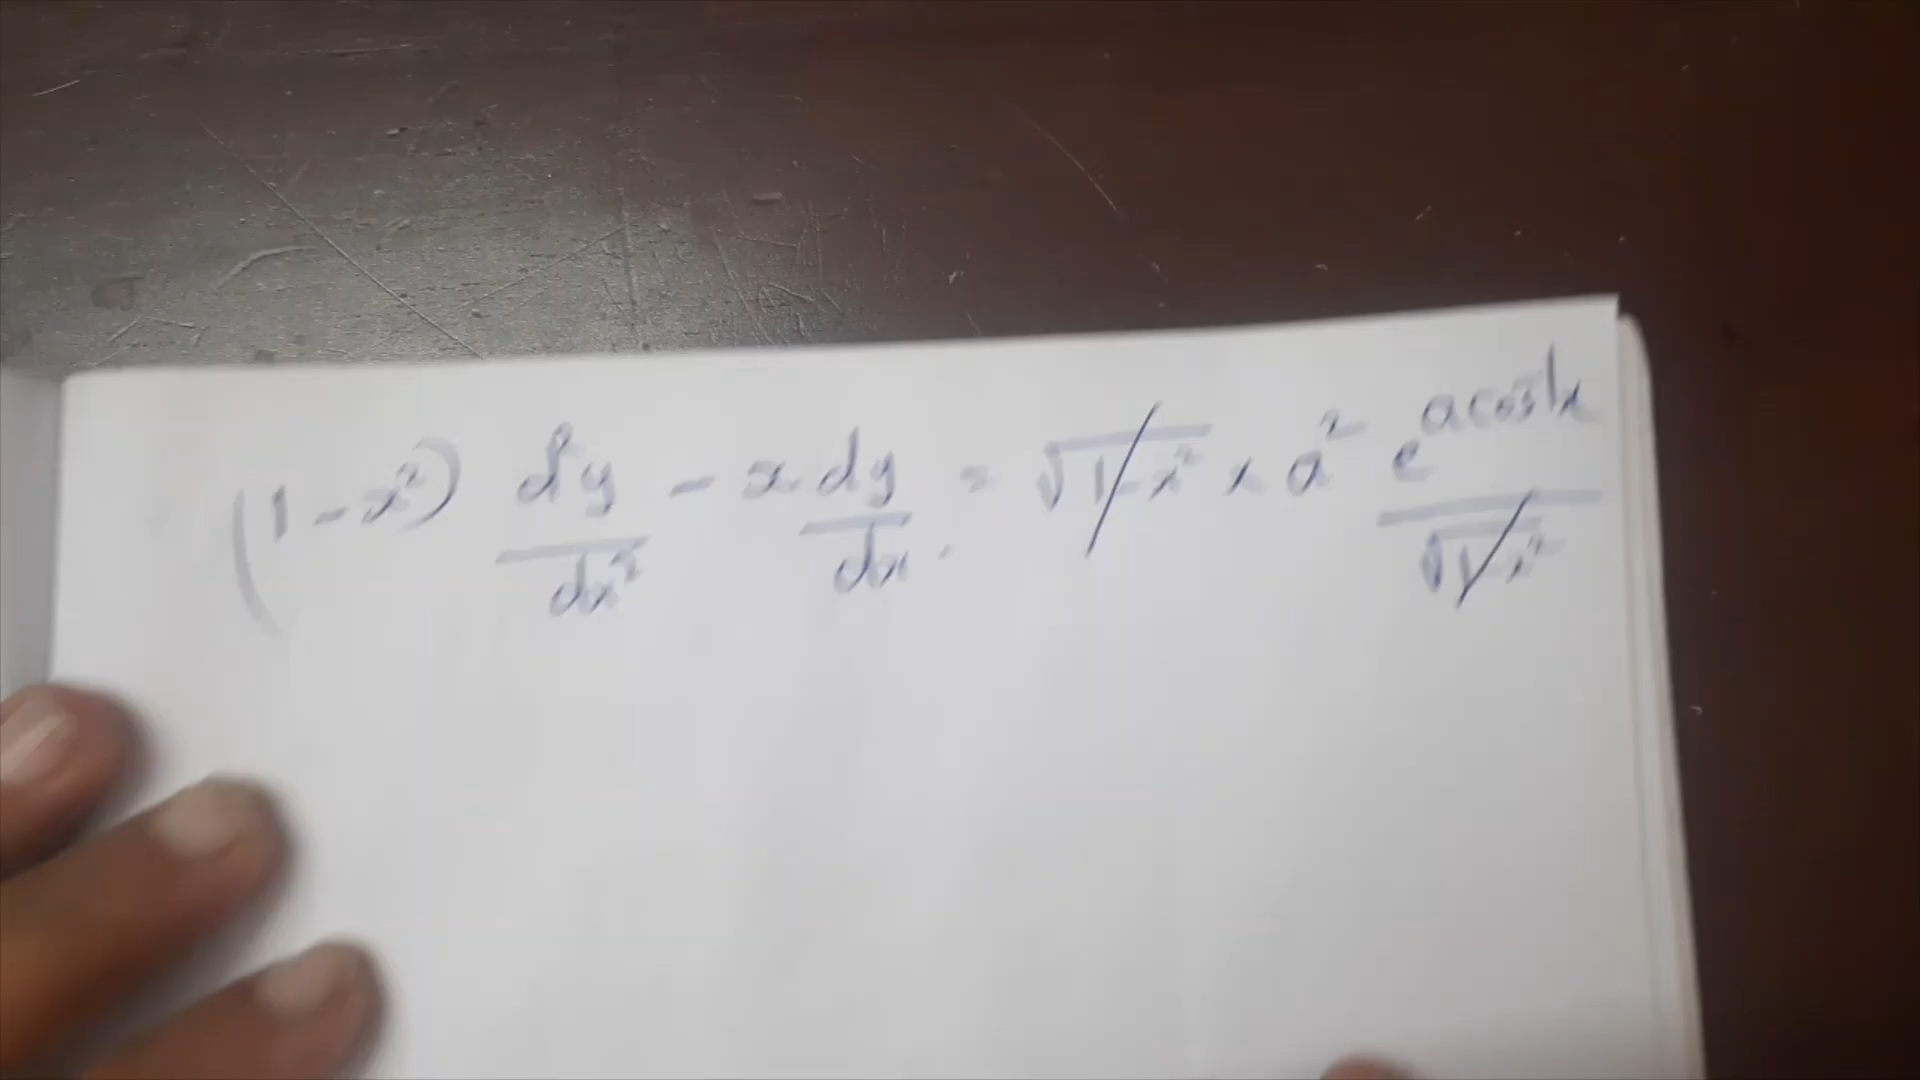 (1-x²) d²y/dx² - x dy/dx = √1-x² × a² e^(a cos⁻¹x)/√1-x²